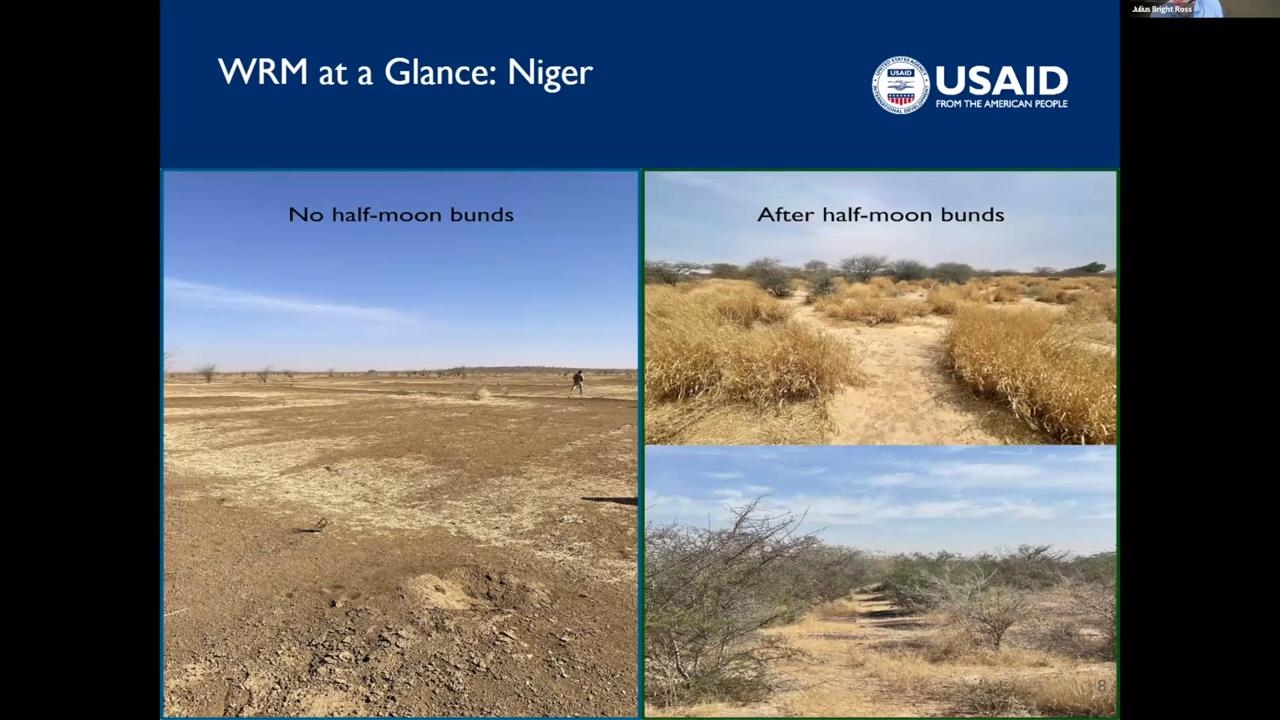 Julius Bright Ross
WRM at a Glance: Niger
USAID
USAID
FROM THE AMERICAN PEOPLE
No half-moon bunds
After half-moon bunds
8